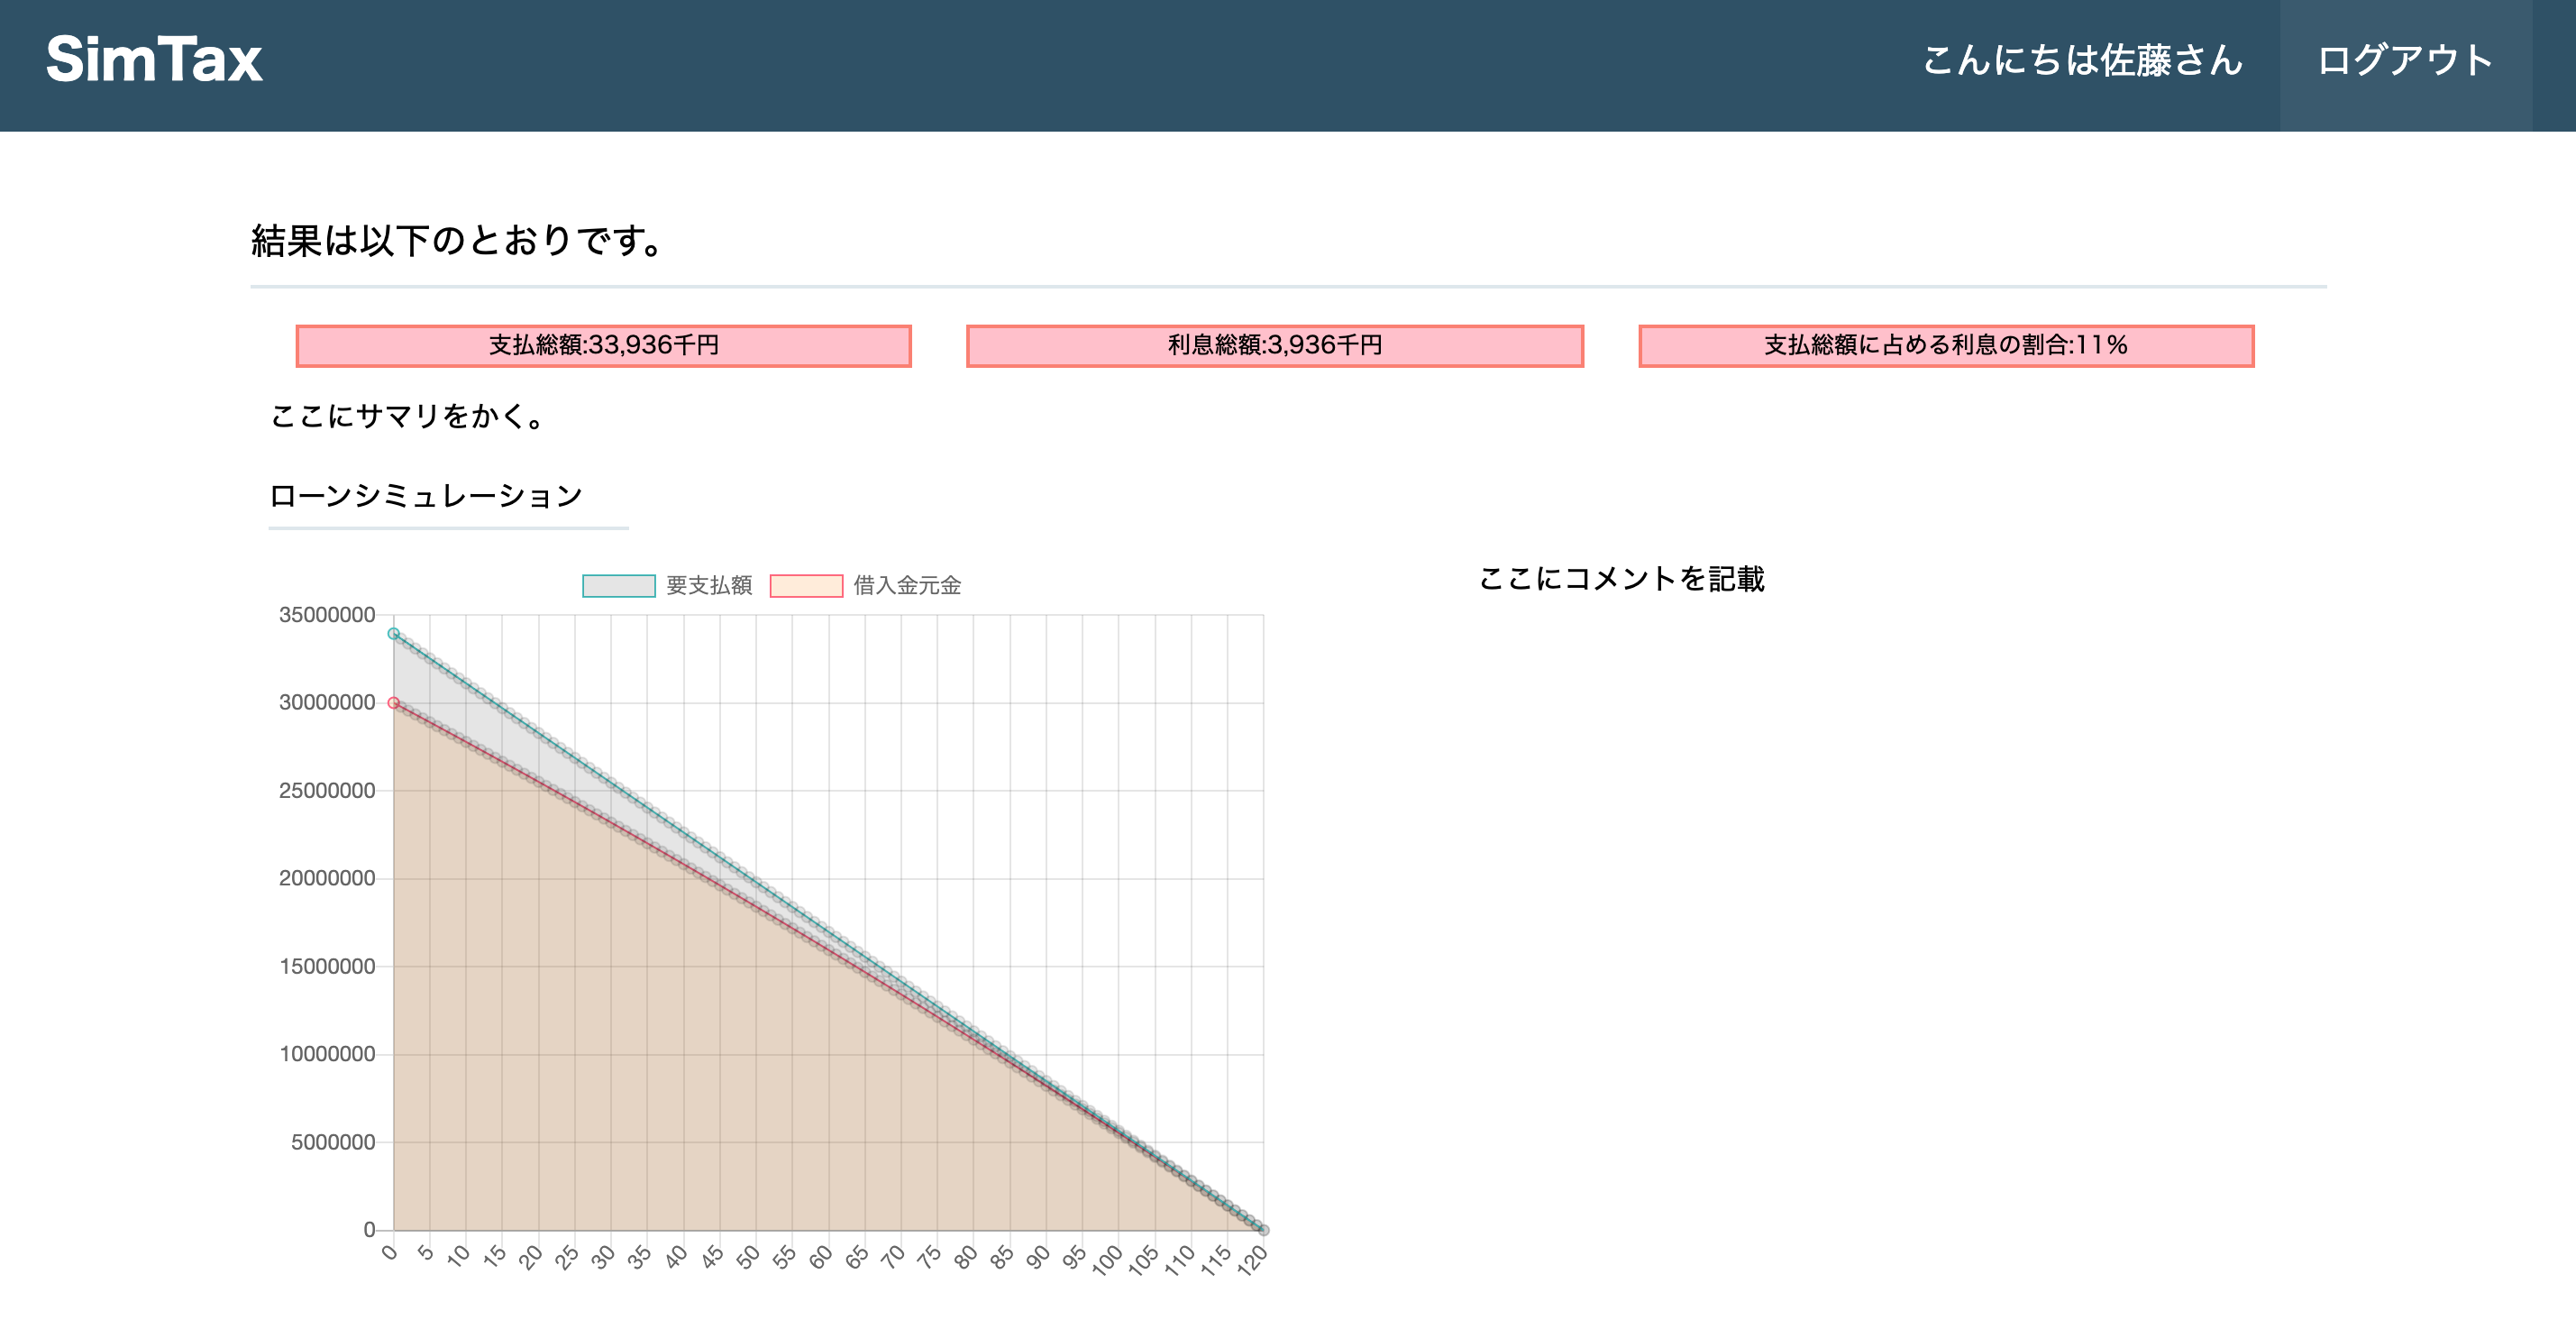 SimTax
こんにちは佐藤さん
ログアウト
結果は以下のとおりです。
支払総額:33,936千円
利息総額:3,936千円
支払総額に占める利息の割合:11%
ここにサマリをかく。
ローンシミュレーション
要支払額
借入金元金
ここにコメントを記載
35000000
30000000
25000000
20000000
15000000
10000000
5000000
0
0 5 10 15 20 25 30 35 40 45 50 55 60 65 70 75 80 85 90 95 100 105 110 115 120